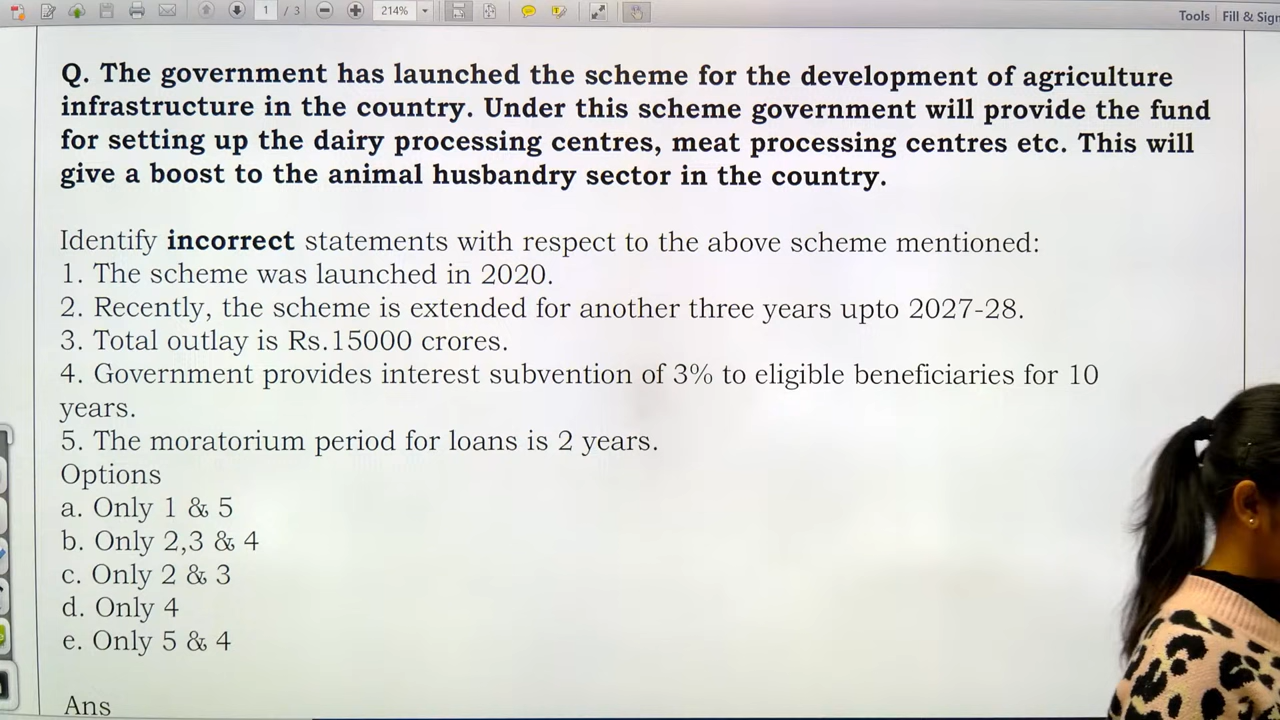 1 / 3
214%
Tools
Fill & Sign
Q. The government has launched the scheme for the development of agriculture
infrastructure in the country. Under this scheme government will provide the fund
for setting up the dairy processing centres, meat processing centres etc. This will
give a boost to the animal husbandry sector in the country.
Identify incorrect statements with respect to the above scheme mentioned:
1. The scheme was launched in 2020.
2. Recently, the scheme is extended for another three years upto 2027-28.
3. Total outlay is Rs.15000 crores.
4. Government provides interest subvention of 3% to eligible beneficiaries for 10
years.
5. The moratorium period for loans is 2 years.
Options
a. Only 1 & 5
b. Only 2,3 & 4
c. Only 2 & 3
d. Only 4
e. Only 5 & 4
Ans